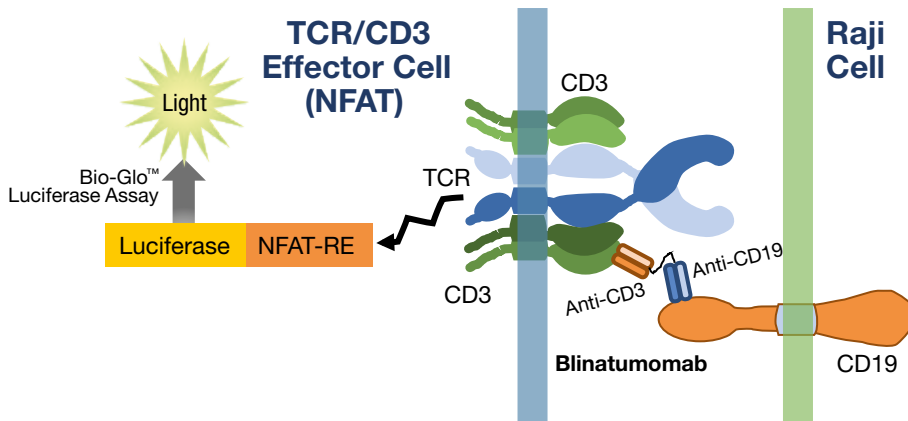 TCR/CD3
Effector Cell
(NFAT)
Raji
Cell
CD3
Light
Bio-Glo™
Luciferase Assay
TCR
Luciferase
NFAT-RE
CD3
Anti-CD3
Anti-CD19
Blinatumomab
CD19